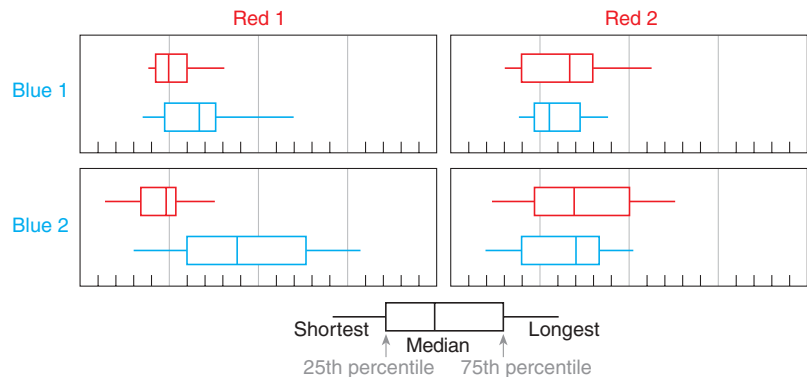 Red 1
Red 2
Blue 1
Blue 2
Shortest
Longest
Median
25th percentile
75th percentile